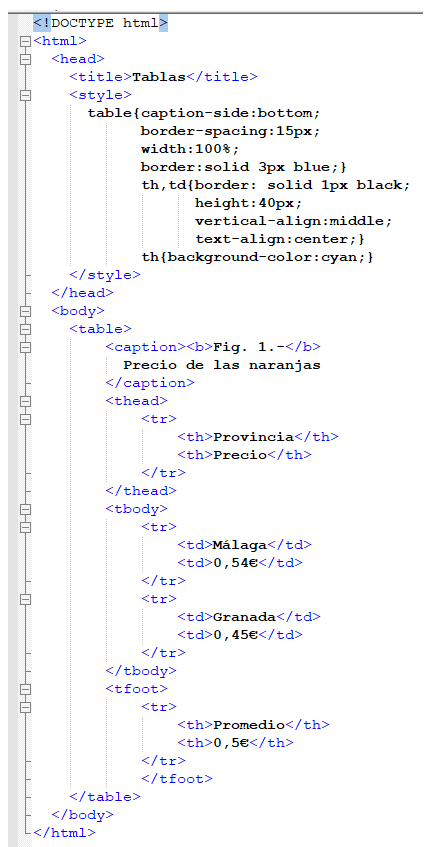 <!DOCTYPE html>
<html>
<head>
<title>Tablas</title>
<style>
table{caption-side:bottom;
border-spacing:15px;
width:100%;
border:solid 3px blue;}
th,td{border: solid 1px black;
height:40px;
vertical-align:middle;
text-align:center;}
th{background-color:cyan;}
</style>
</head>
<body>
<table>
<caption><b>Fig. 1.-</b>
Precio de las naranjas
</caption>
<thead>
<tr>
<th>Provincia</th>
<th>Precio</th>
</tr>
</thead>
<tbody>
<tr>
<td>Málaga</td>
<td>0,54€</td>
</tr>
<tr>
<td>Granada</td>
<td>0,45€</td>
</tr>
</tbody>
<tfoot>
<tr>
<th>Promedio</th>
<th>0,5€</th>
</tr>
</tfoot>
</table>
</body>
</html>